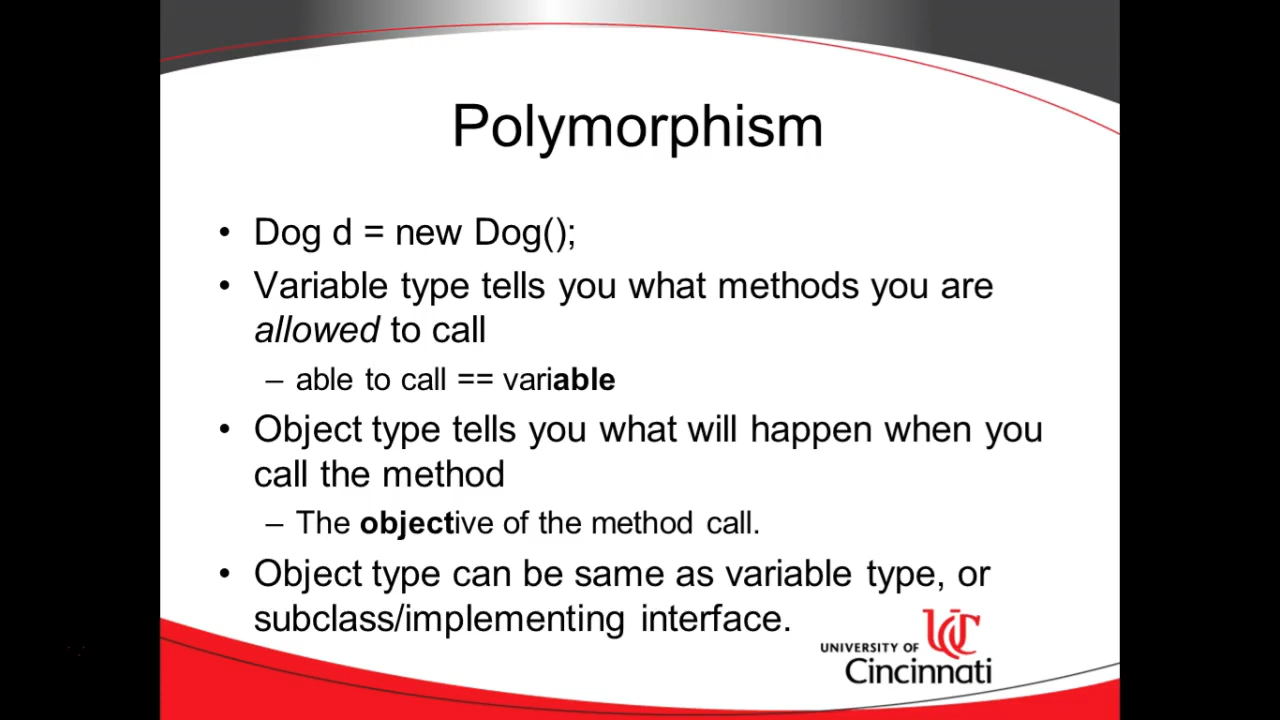 Polymorphism
• Dog d = new Dog();
• Variable type tells you what methods you are
allowed to call
– able to call == variable
• Object type tells you what will happen when you
call the method
– The objective of the method call.
• Object type can be same as variable type, or
subclass/implementing interface.
UC
UNIVERSITY OF
Cincinnati